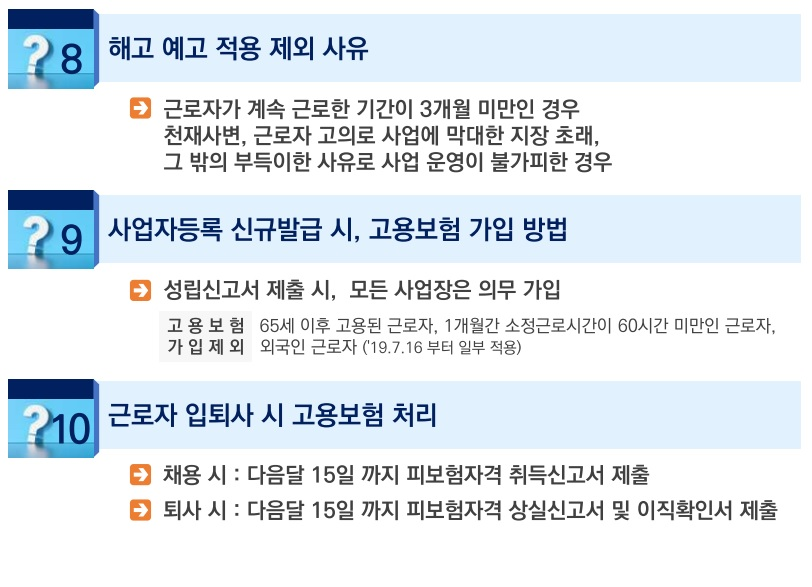 ? 8 해고 예고 적용 제외 사유
근로자가 계속 근로한 기간이 3개월 미만인 경우
천재사변, 근로자 고의로 사업에 막대한 지장 초래,
그 밖의 부득이한 사유로 사업 운영이 불가피한 경우
? 9 사업자등록 신규발급 시, 고용보험 가입 방법
성립신고서 제출 시, 모든 사업장은 의무 가입
고 용 보 험 65세 이후 고용된 근로자, 1개월간 소정근로시간이 60시간 미만인 근로자,
가 입 제 외 외국인 근로자 ('19.7.16 부터 일부 적용)
? 10 근로자 입퇴사 시 고용보험 처리
채용 시 : 다음달 15일 까지 피보험자격 취득신고서 제출
퇴사 시 : 다음달 15일 까지 피보험자격 상실신고서 및 이직확인서 제출